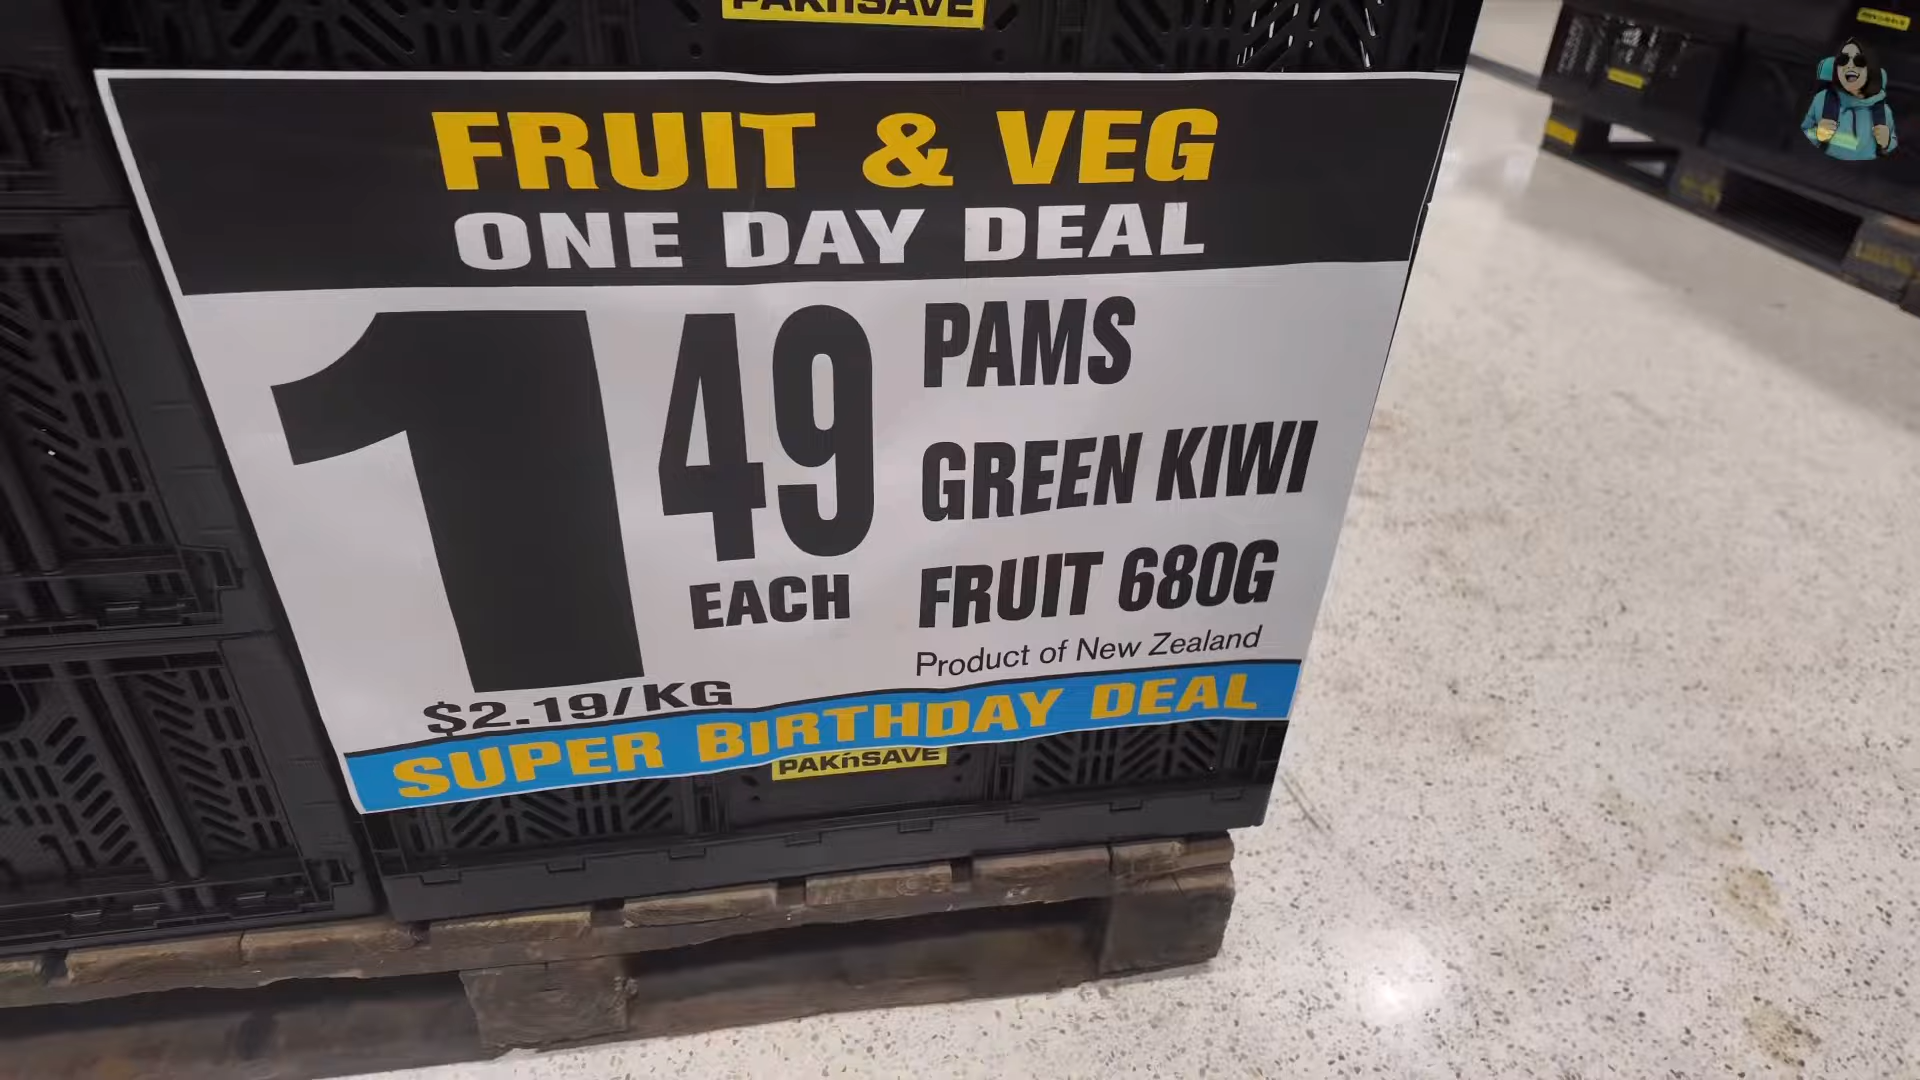 PAKnSAVE
FRUIT & VEG
ONE DAY DEAL
1 49
EACH
$2.19/KG
PAMS
GREEN KIWI
FRUIT 680G
Product of New Zealand
SUPER BIRTHDAY DEAL
PAKnSAVE